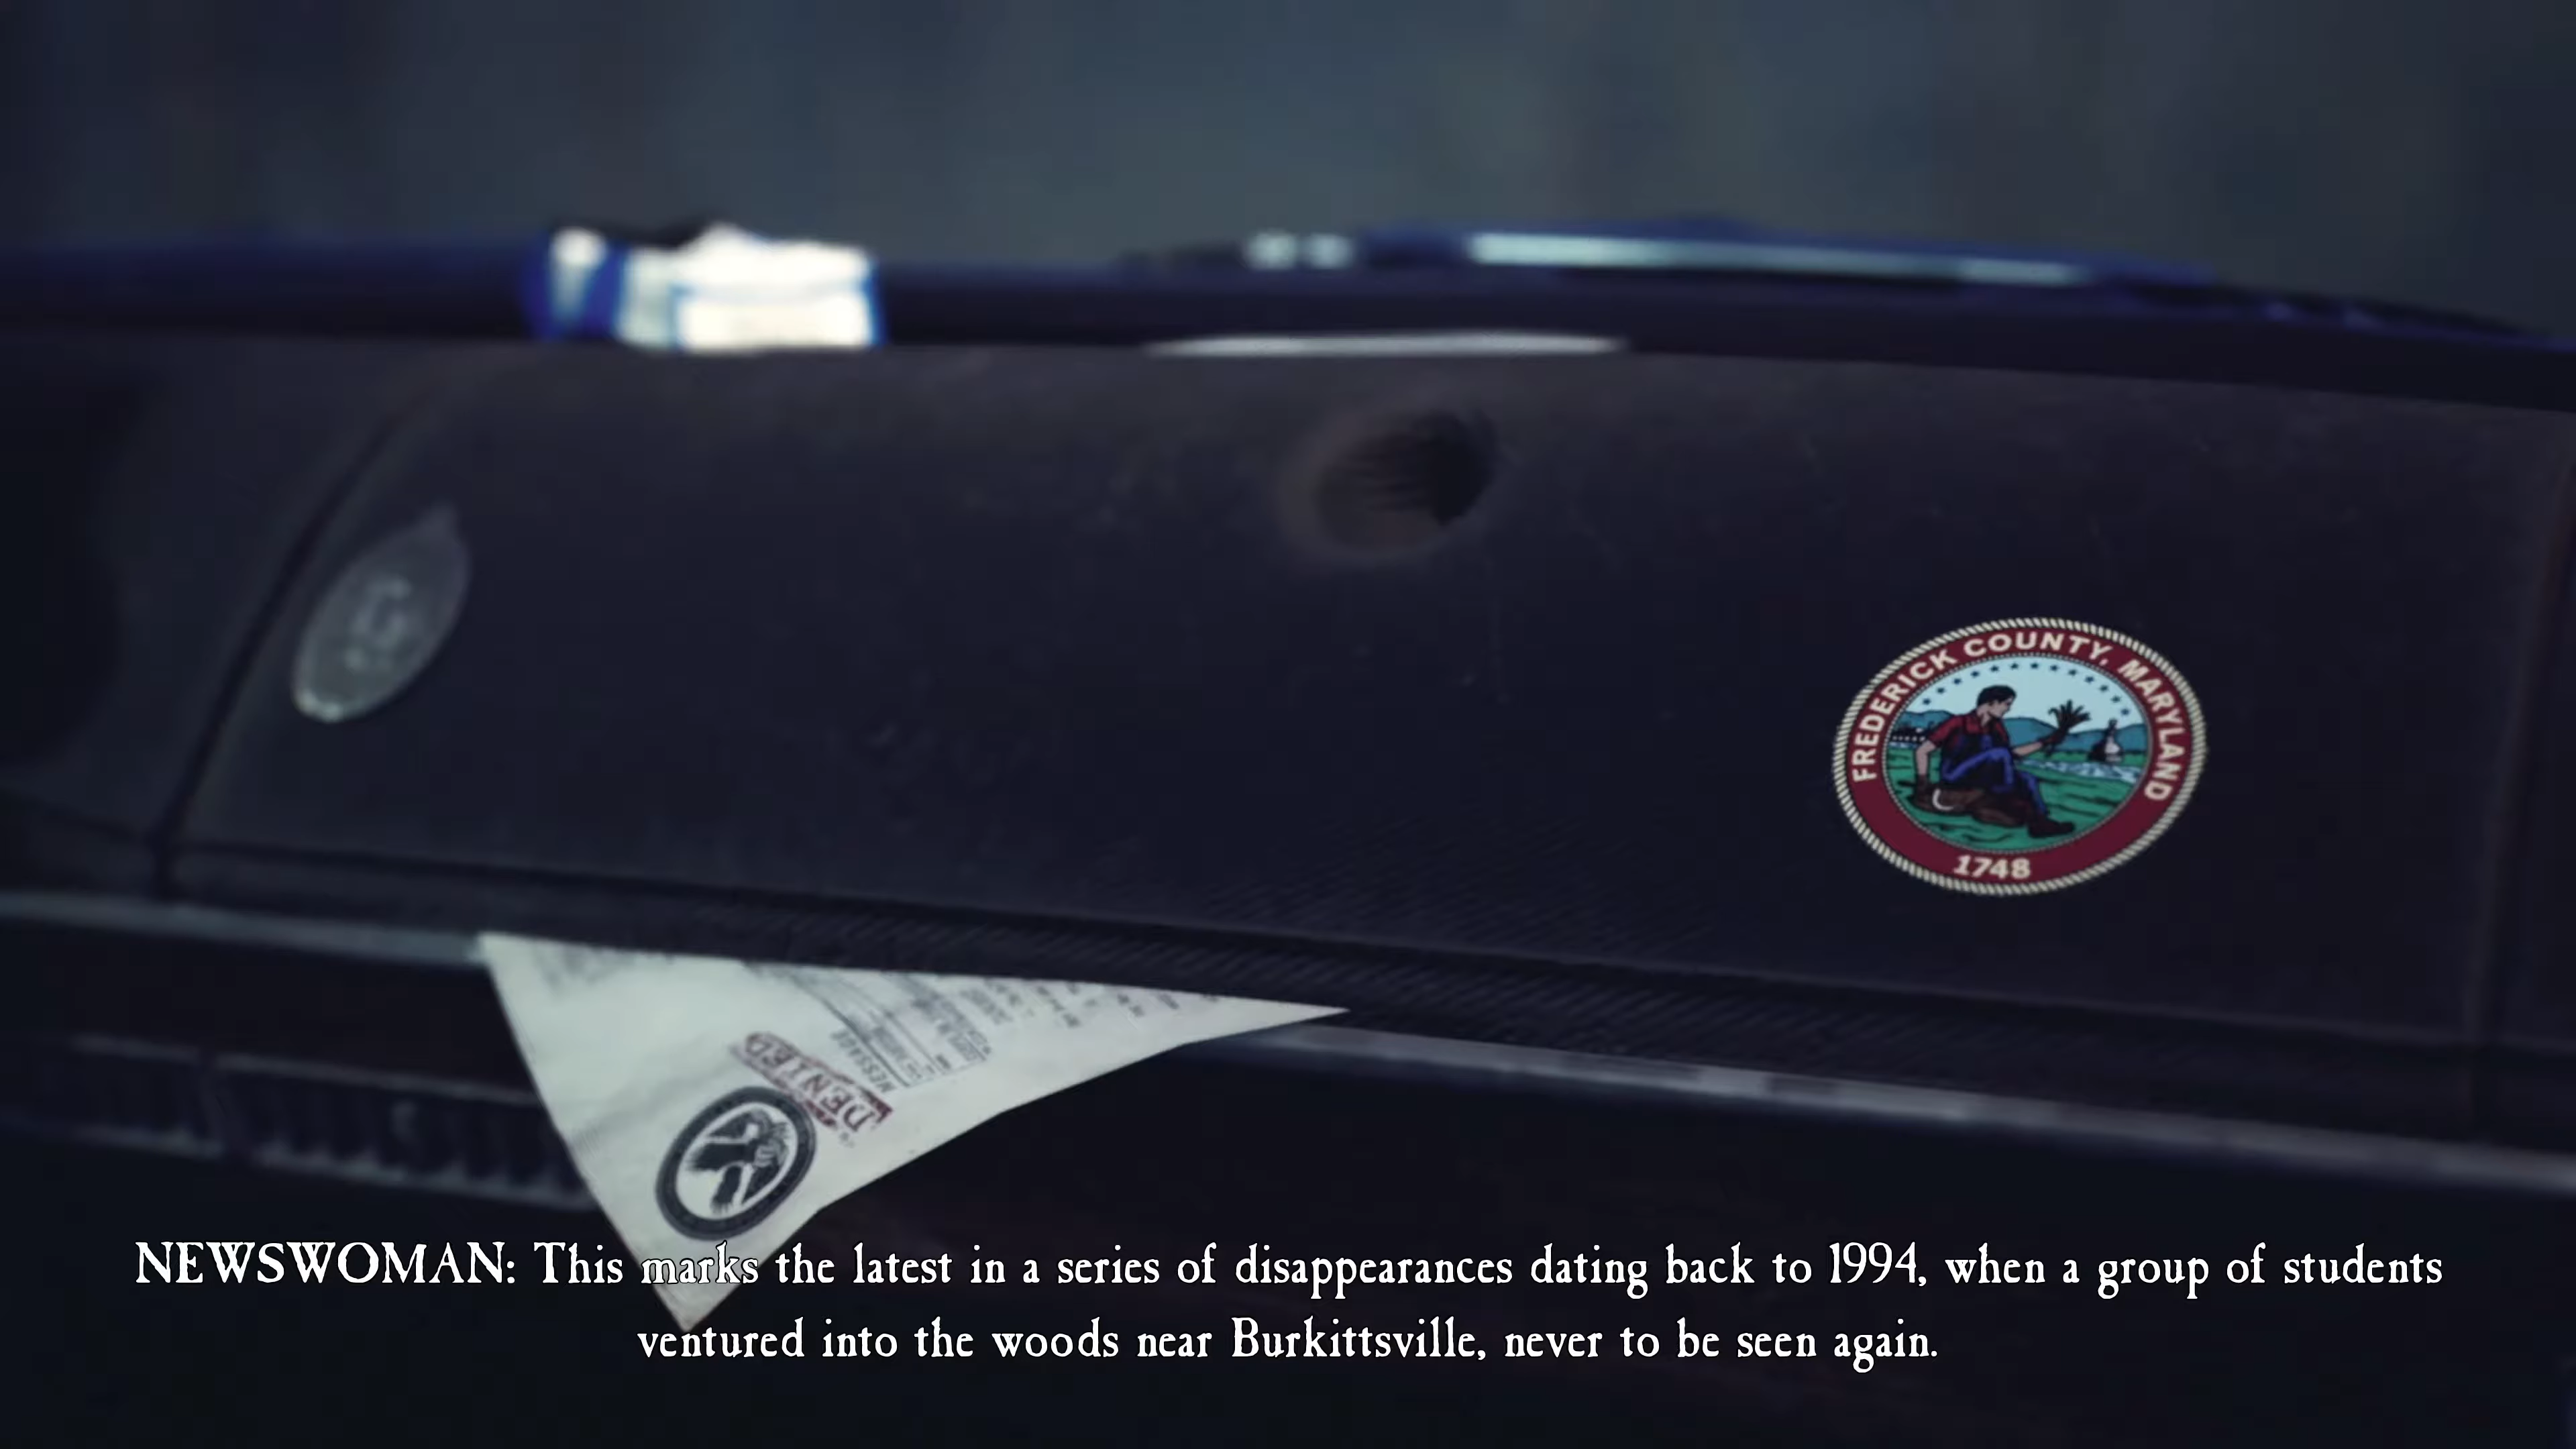 FREDERICK COUNTY, MARYLAND
1748
DENIED
MESSAGE
NEWSWOMAN: This marks the latest in a series of disappearances dating back to 1994, when a group of students
ventured into the woods near Burkittsville, never to be seen again.